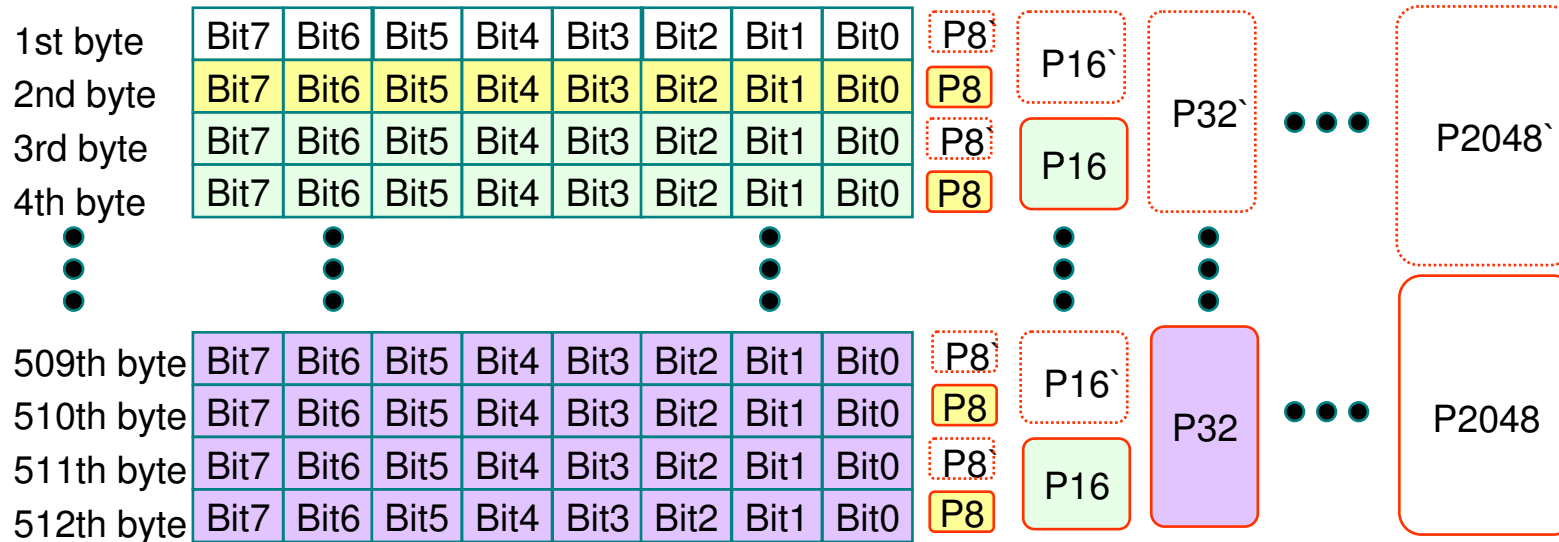 1st byte Bit7 Bit6 Bit5 Bit4 Bit3 Bit2 Bit1 Bit0 P8` P16` P32` P2048`
2nd byte Bit7 Bit6 Bit5 Bit4 Bit3 Bit2 Bit1 Bit0 P8
3rd byte Bit7 Bit6 Bit5 Bit4 Bit3 Bit2 Bit1 Bit0 P8` P16
4th byte Bit7 Bit6 Bit5 Bit4 Bit3 Bit2 Bit1 Bit0 P8
509th byte Bit7 Bit6 Bit5 Bit4 Bit3 Bit2 Bit1 Bit0 P8` P16` P32 P2048
510th byte Bit7 Bit6 Bit5 Bit4 Bit3 Bit2 Bit1 Bit0 P8
511th byte Bit7 Bit6 Bit5 Bit4 Bit3 Bit2 Bit1 Bit0 P8` P16
512th byte Bit7 Bit6 Bit5 Bit4 Bit3 Bit2 Bit1 Bit0 P8